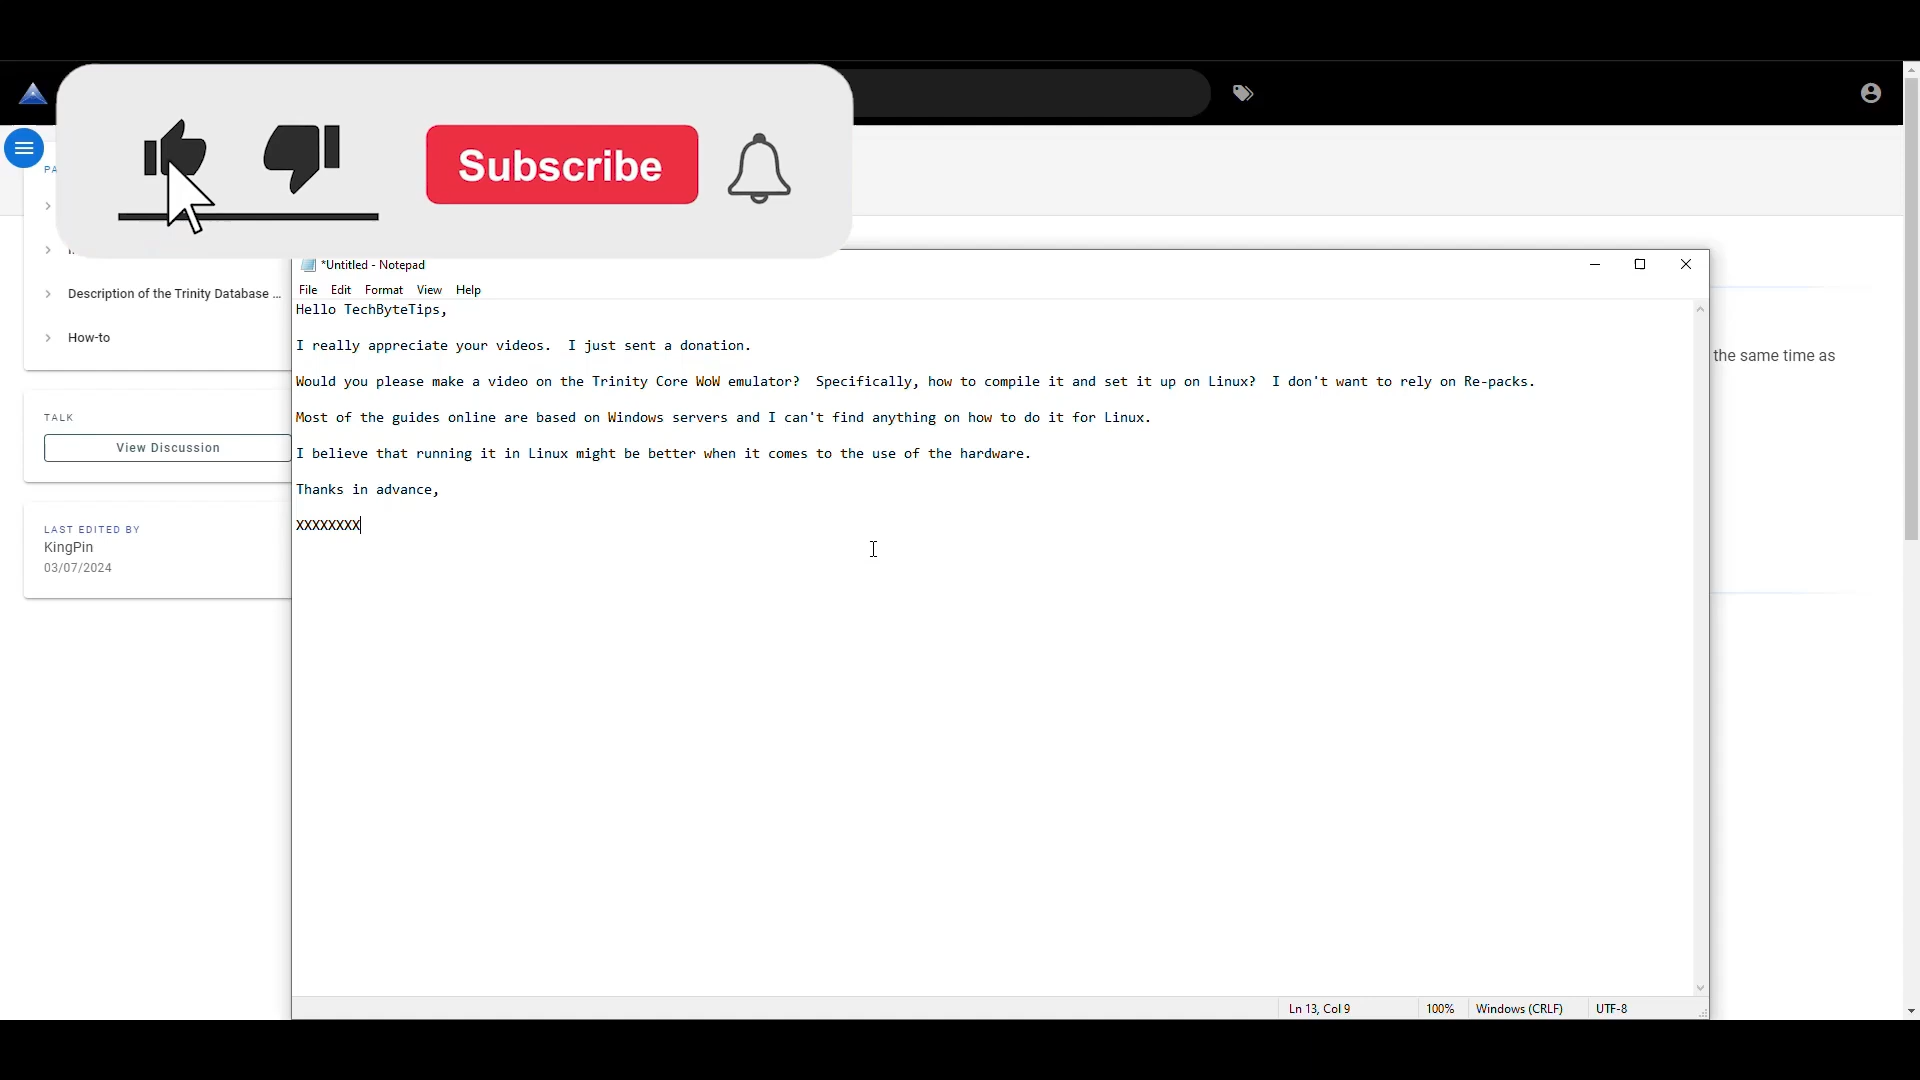 Subscribe
PA
*Untitled - Notepad
File Edit Format View Help
Hello TechByteTips,
I really appreciate your videos.  I just sent a donation.
Would you please make a video on the Trinity Core WoW emulator?  Specifically, how to compile it and set it up on Linux?  I don't want to rely on Re-packs.
Most of the guides online are based on Windows servers and I can't find anything on how to do it for Linux.
I believe that running it in Linux might be better when it comes to the use of the hardware.
Thanks in advance,
XXXXXXXX
Description of the Trinity Database ...
How-to
TALK
View Discussion
LAST EDITED BY
KingPin
03/07/2024
the same time as
Ln 13, Col 9
100%
Windows (CRLF)
UTF-8